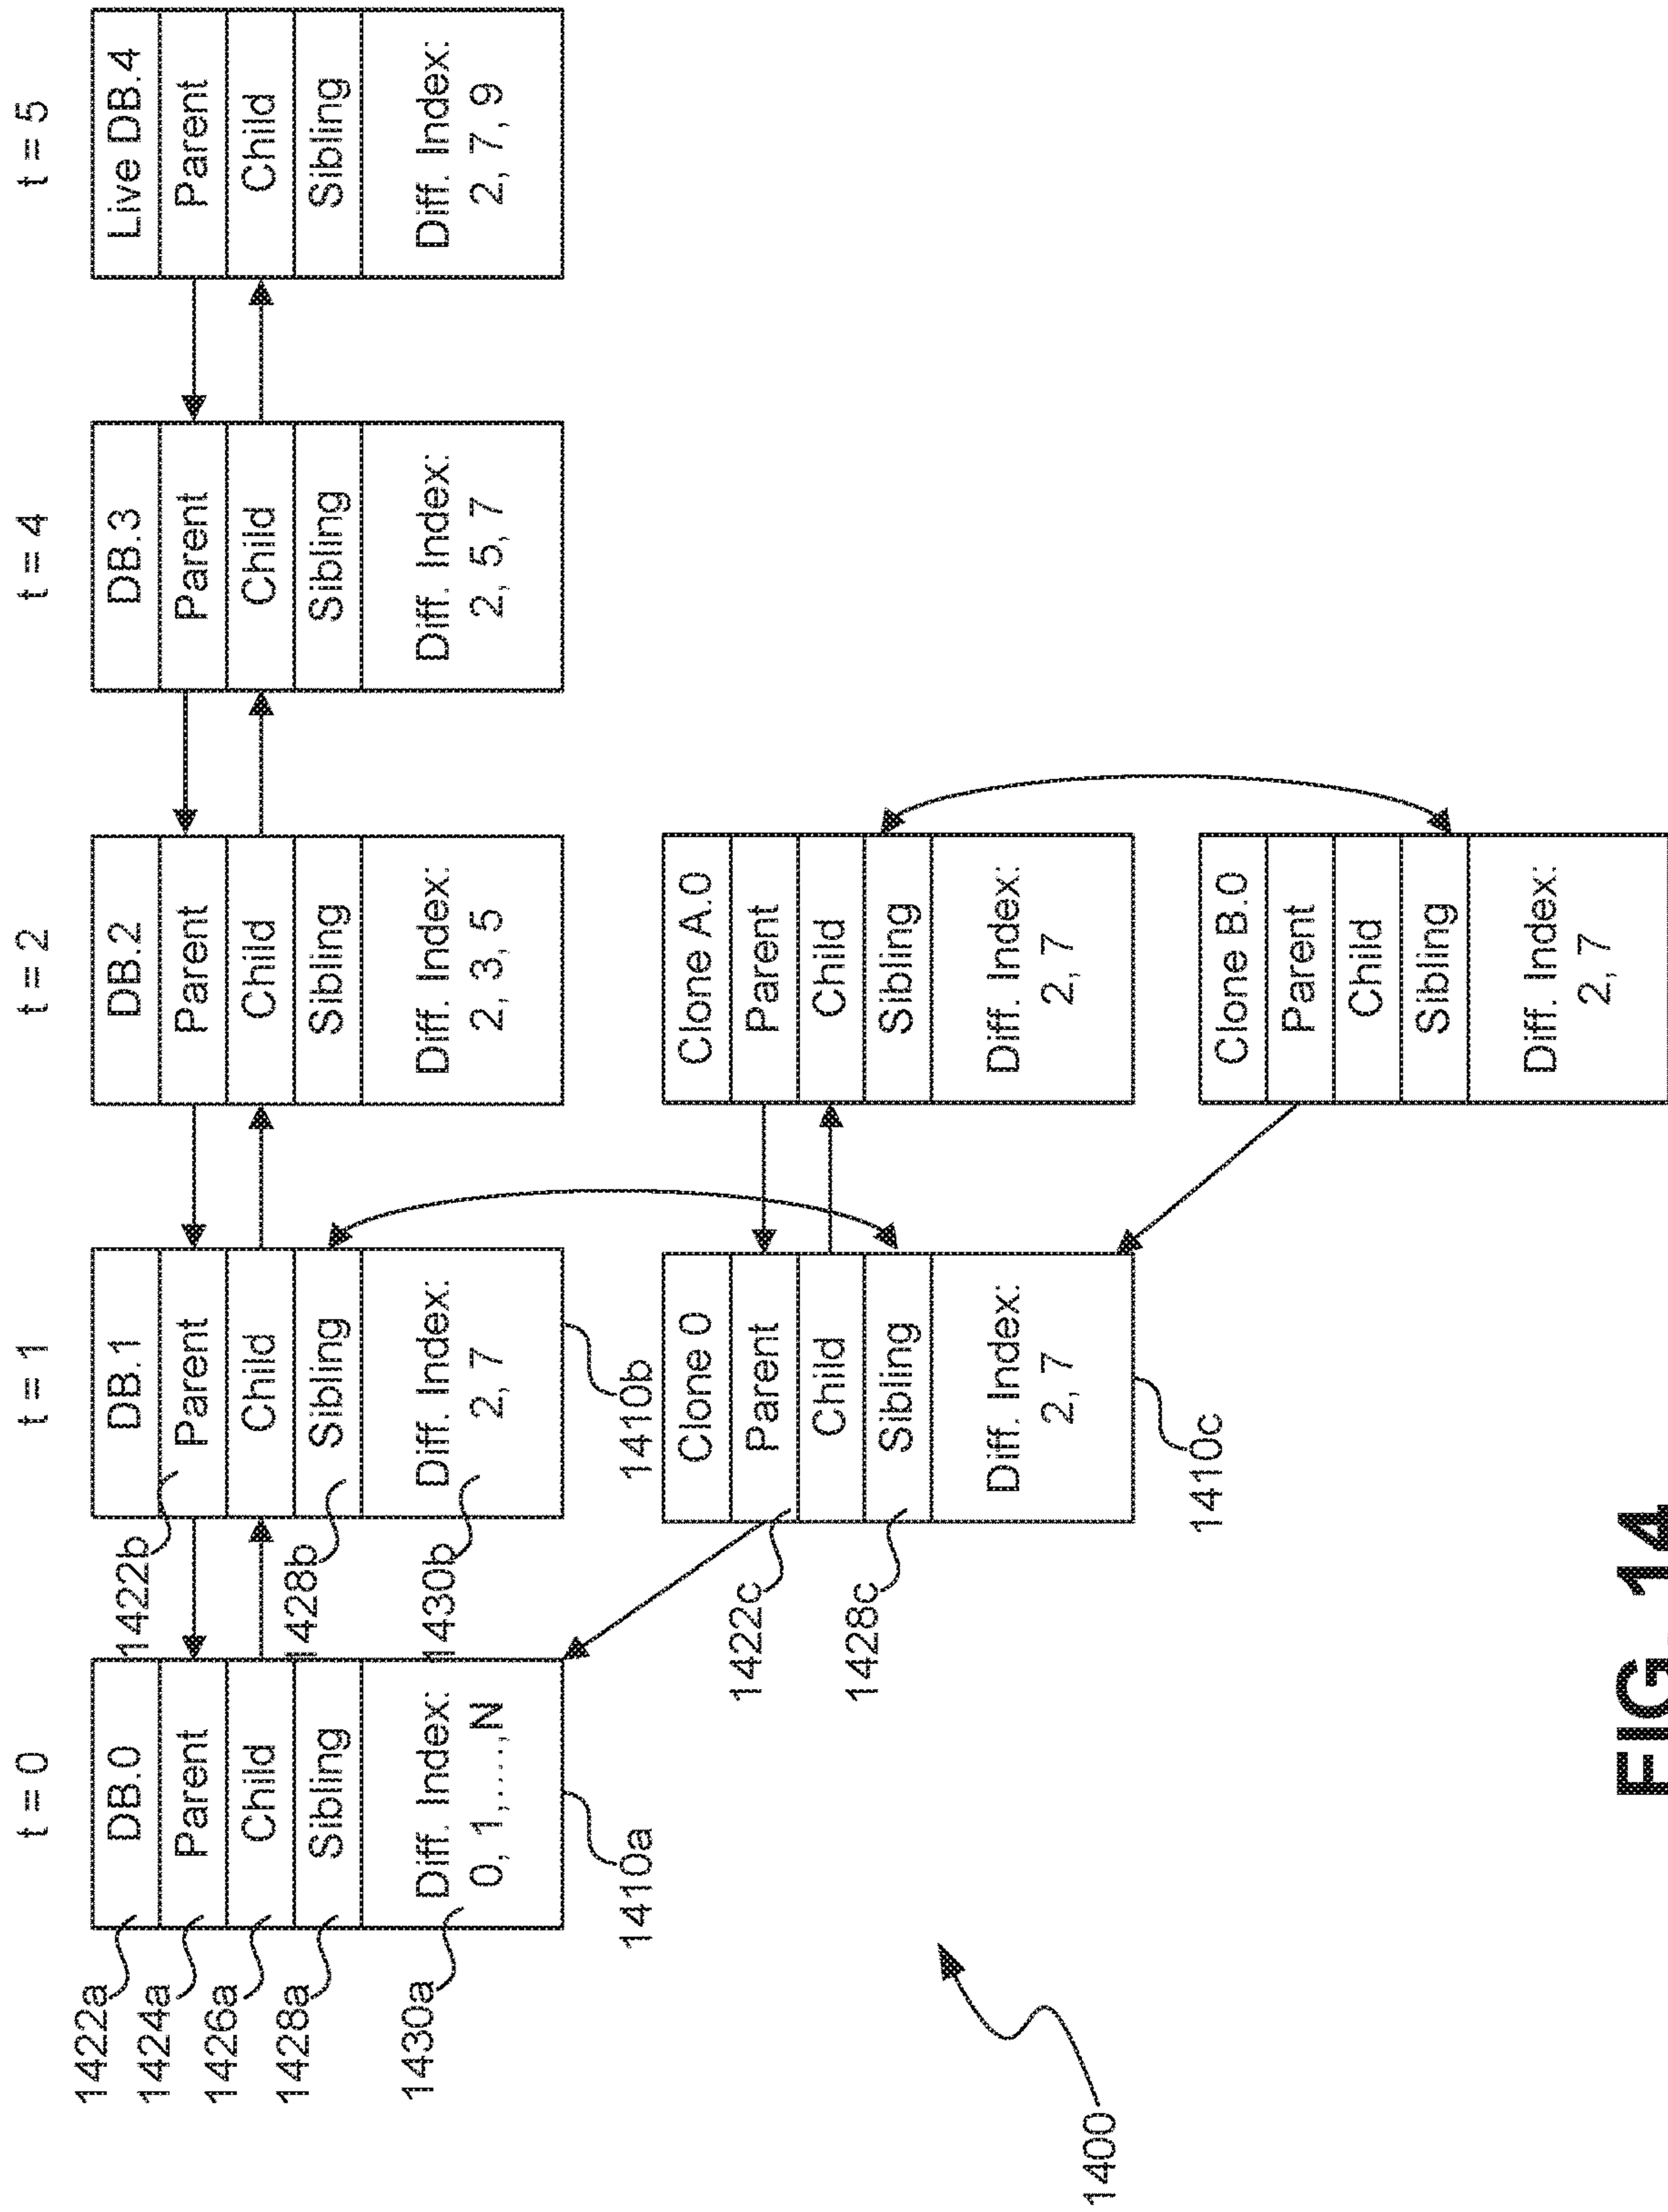 t = 0
t = 1
t = 2
t = 4
t = 5
1422a
DB.0
1424a
Parent
1426a
Child
1428a
Sibling
1430a
Diff. Index:
0, 1,....,N
1410a
DB.1
1422b
Parent
Child
1428b
Sibling
1430b
Diff. Index:
2, 7
1410b
DB.2
Parent
Child
Sibling
Diff. Index:
2, 3, 5
DB.3
Parent
Child
Sibling
Diff. Index:
2, 5, 7
Live DB.4
Parent
Child
Sibling
Diff. Index:
2, 7, 9
Clone 0
1422c
Parent
Child
1428c
Sibling
Diff. Index:
2, 7
1410c
Clone A.0
Parent
Child
Sibling
Diff. Index:
2, 7
Clone B.0
Parent
Child
Sibling
Diff. Index:
2, 7
1400
FIG. 14